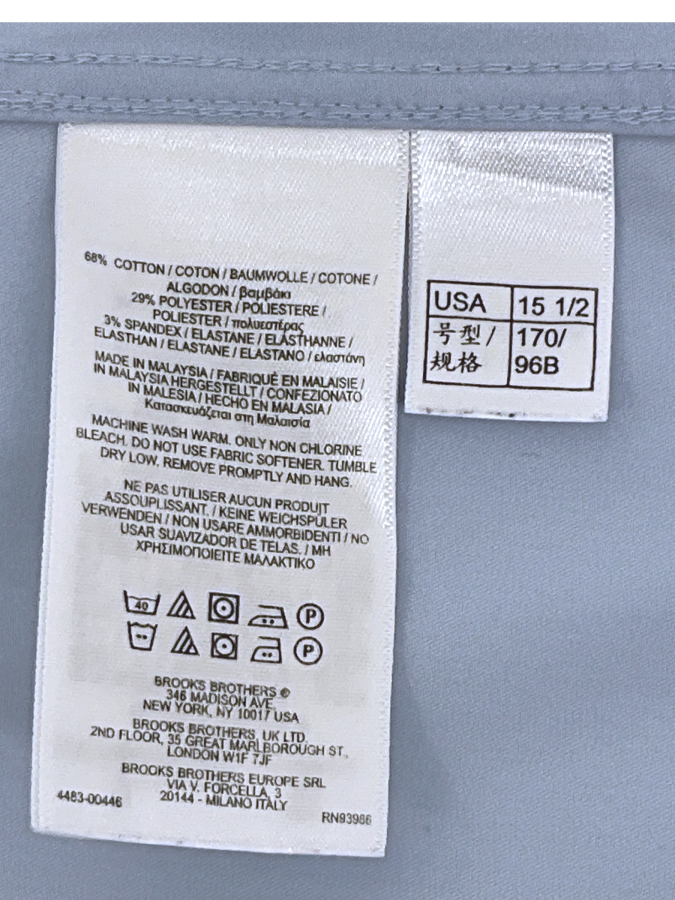 68% COTTON / COTON / BAUMWOLLE / COTONE /
ALGODON / βαμβάκι
29% POLYESTER / POLIESTERE /
POLIESTER / πολυεστέρας
3% SPANDEX / ELASTANE / ELASTHANNE /
ELASTHAN / ELASTANE / ELASTANO / ελαστάνη
MADE IN MALAYSIA / FABRIQUÉ EN MALAISIE /
IN MALAYSIA HERGESTELLT / CONFEZIONATO
IN MALESIA / HECHO EN MALASIA /
Κατασκευάζεται στη Μαλαισία
MACHINE WASH WARM. ONLY NON CHLORINE
BLEACH. DO NOT USE FABRIC SOFTENER. TUMBLE
DRY LOW. REMOVE PROMPTLY AND HANG.
NE PAS UTILISER AUCUN PRODUIT
ASSOUPLISSANT. / KEINE WEICHSPÜLER
VERWENDEN / NON USARE AMMORBIDENTI / NO
USAR SUAVIZADOR DE TELAS. / MH
ΧΡΗΣΙΜΟΠΟΙΕΙΤΕ ΜΑΛΑΚΤΙΚΟ
40 P
P
BROOKS BROTHERS ®
346 MADISON AVE.
NEW YORK, NY 10017 USA
BROOKS BROTHERS, UK LTD.
2ND FLOOR, 35 GREAT MARLBOROUGH ST.,
LONDON W1F 7JF
BROOKS BROTHERS EUROPE SRL
VIA V. FORCELLA, 3
20144 - MILANO ITALY
4483-00446
RN93986
USA 15 1/2
号型/ 170/
规格 96B